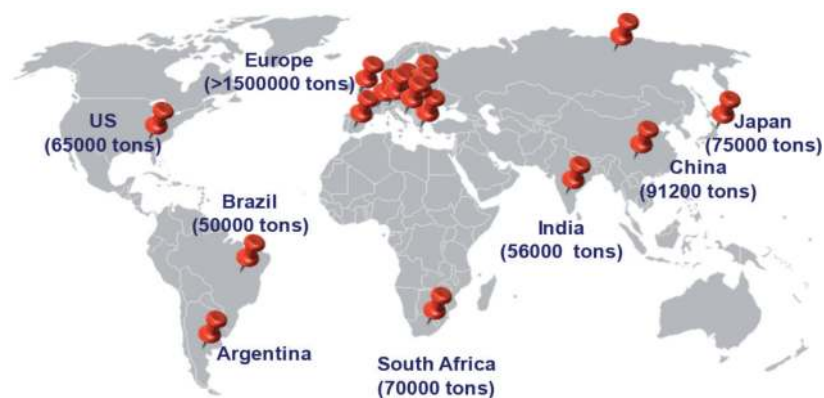 Europe
(>1500000 tons)
US
(65000 tons)
Japan
(75000 tons)
China
(91200 tons)
Brazil
(50000 tons)
India
(56000 tons)
Argentina
South Africa
(70000 tons)